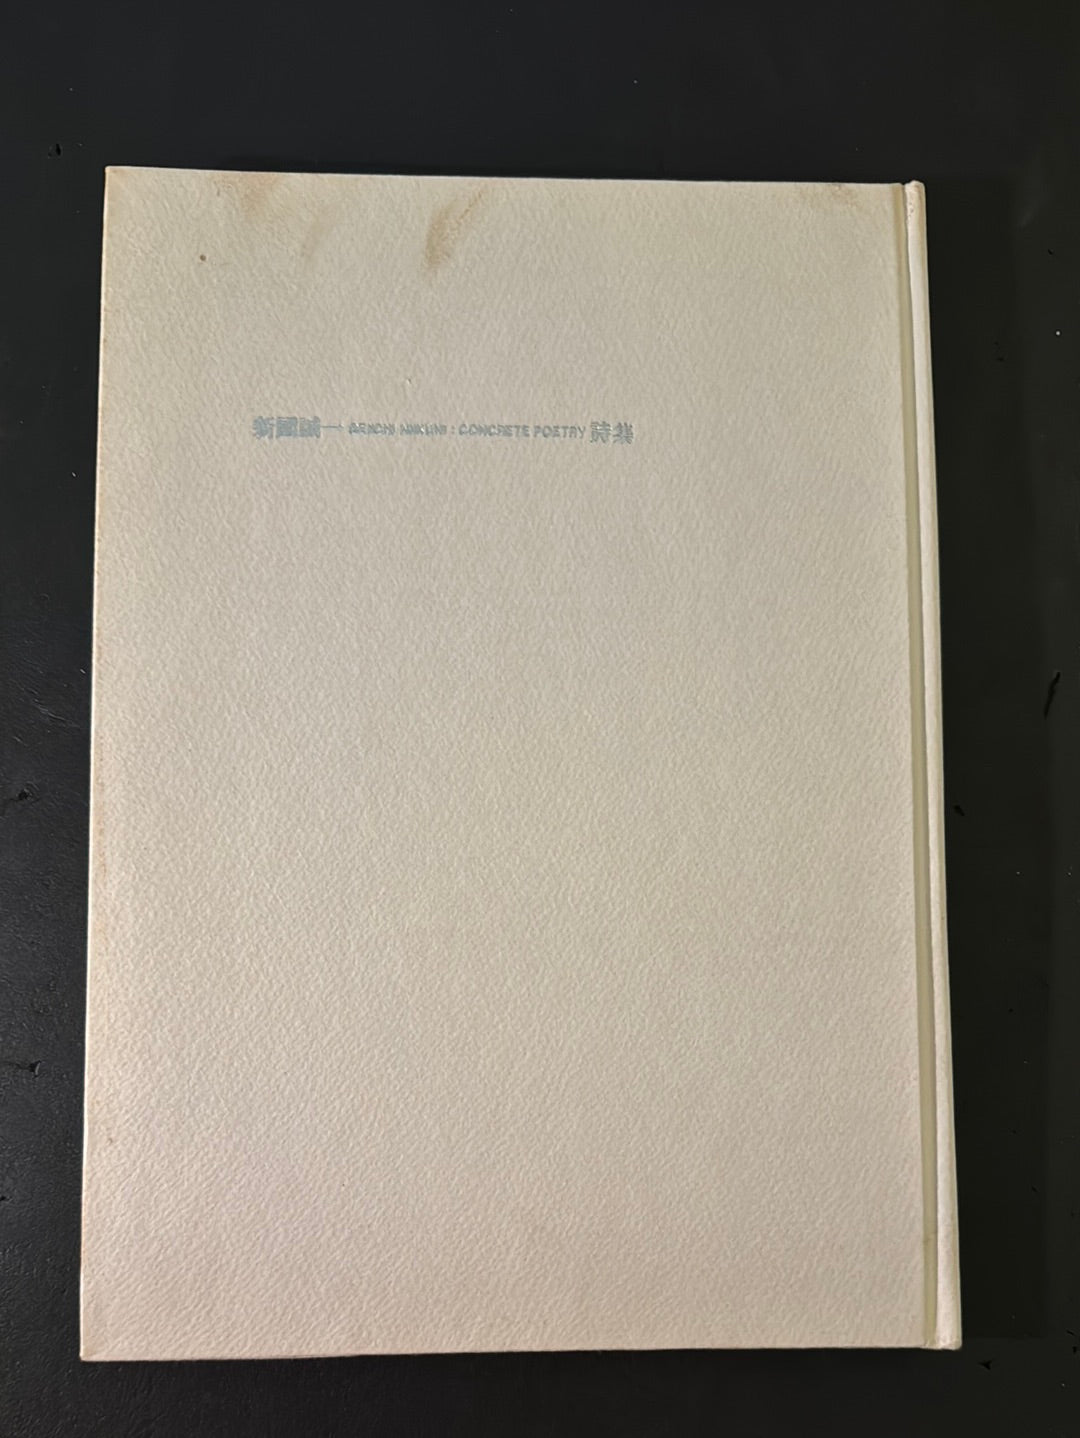 新國誠一 SEIICHI NIIKUNI : CONCRETE POETRY 詩集